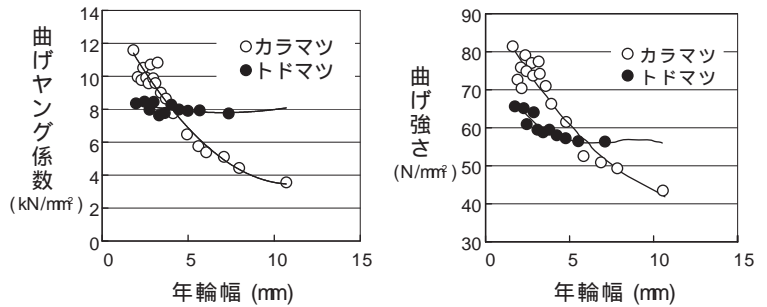 14
12
10
8
6
4
2
0
曲げヤング係数
(kN/mm²)
○カラマツ
●トドマツ
0 5 10 15
年輪幅 (mm)
90
80
70
60
50
40
30
曲げ強さ
(N/mm²)
○カラマツ
●トドマツ
0 5 10 15
年輪幅 (mm)